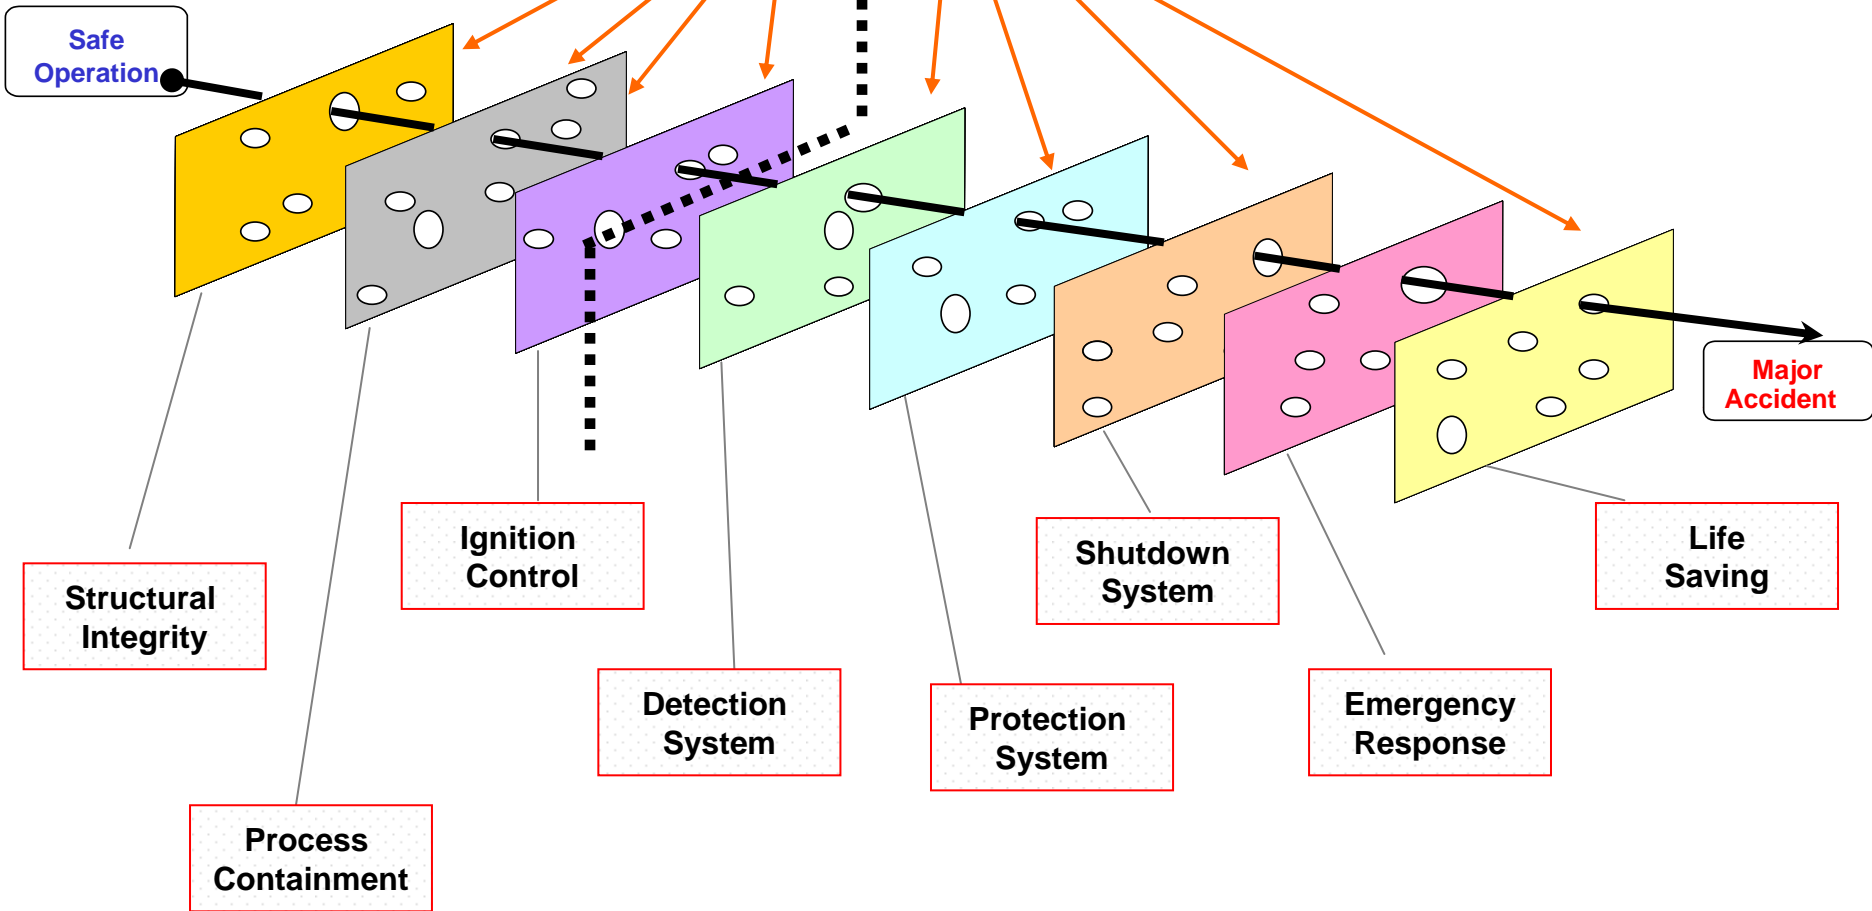 Safe
Operation
Major
Accident
Ignition
Control
Life
Saving
Shutdown
System
Structural
Integrity
Detection
System
Protection
System
Emergency
Response
Process
Containment